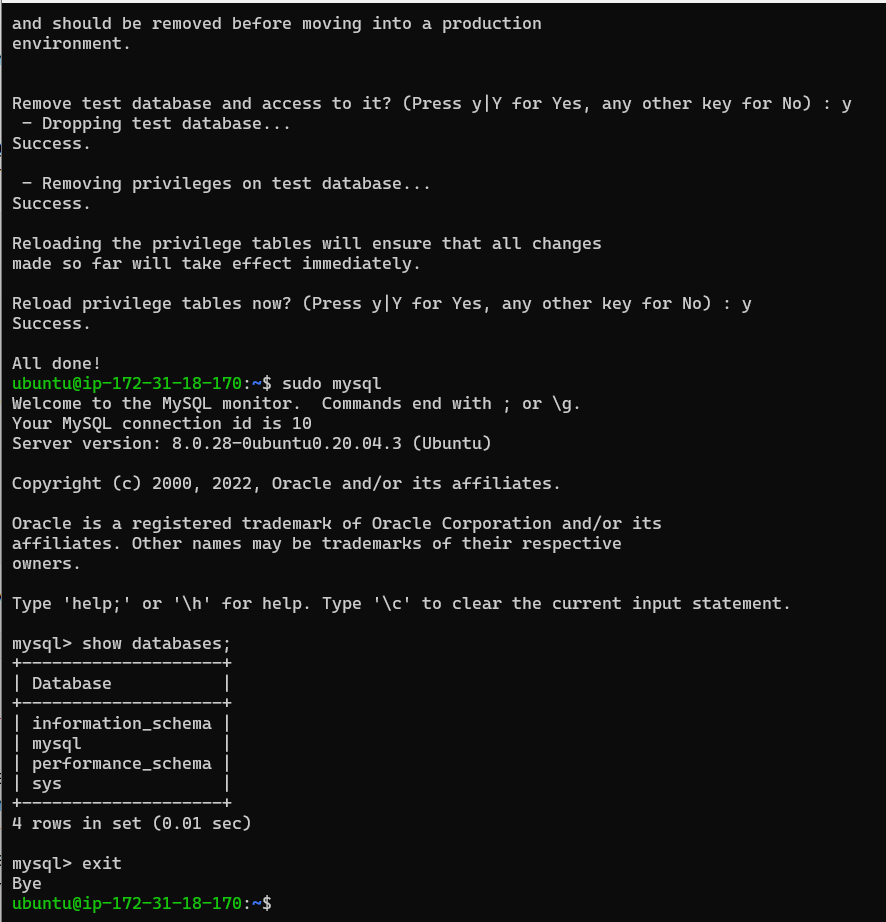 and should be removed before moving into a production
environment.
Remove test database and access to it? (Press y|Y for Yes, any other key for No) : y
 - Dropping test database...
Success.
 - Removing privileges on test database...
Success.
Reloading the privilege tables will ensure that all changes
made so far will take effect immediately.
Reload privilege tables now? (Press y|Y for Yes, any other key for No) : y
Success.
All done!
ubuntu@ip-172-31-18-170:~$ sudo mysql
Welcome to the MySQL monitor.  Commands end with ; or \g.
Your MySQL connection id is 10
Server version: 8.0.28-0ubuntu0.20.04.3 (Ubuntu)
Copyright (c) 2000, 2022, Oracle and/or its affiliates.
Oracle is a registered trademark of Oracle Corporation and/or its
affiliates. Other names may be trademarks of their respective
owners.
Type 'help;' or '\h' for help. Type '\c' to clear the current input statement.
mysql> show databases;
+--------------------+
| Database           |
+--------------------+
| information_schema |
| mysql              |
| performance_schema |
| sys                |
+--------------------+
4 rows in set (0.01 sec)
mysql> exit
Bye
ubuntu@ip-172-31-18-170:~$